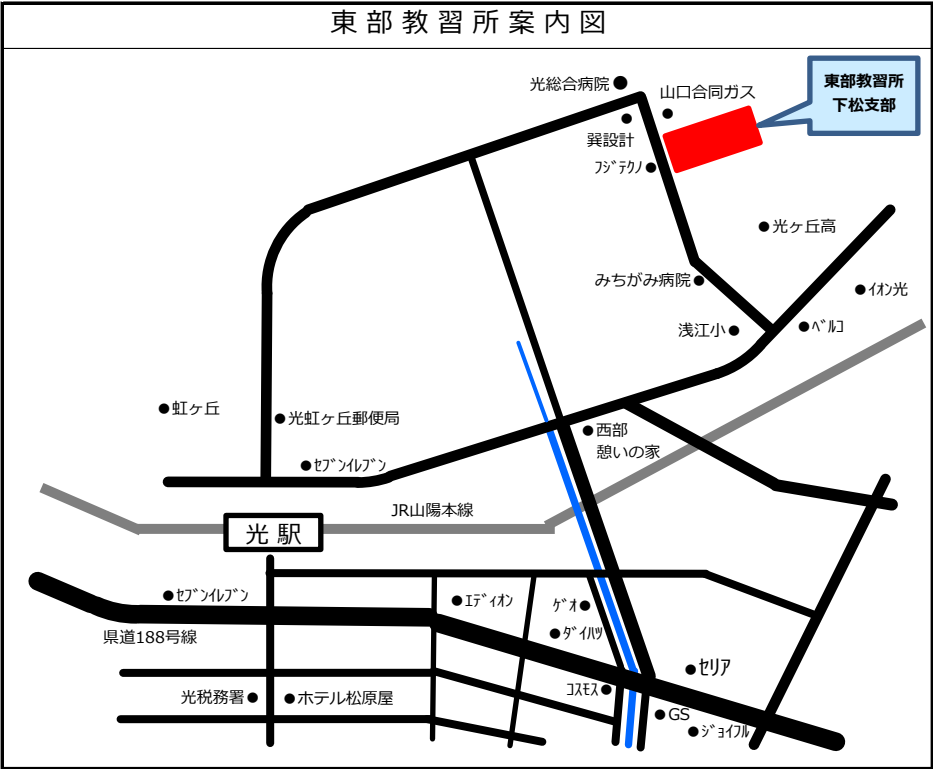 東部教習所案内図
光総合病院
山口合同ガス
東部教習所
下松支部
巽設計
ﾌｼﾞﾃｸﾉ
光ヶ丘高
みちがみ病院
ｲｵﾝ光
浅江小
ﾍﾞﾙｺ
虹ヶ丘
光虹ヶ丘郵便局
西部
憩いの家
ｾﾌﾞﾝｲﾚﾌﾞﾝ
JR山陽本線
光駅
ｾﾌﾞﾝｲﾚﾌﾞﾝ
ｴﾃﾞｨｵﾝ
ｹﾞｵ
県道188号線
ﾀﾞｲﾊﾂ
ｾﾘｱ
光税務署
ホテル松原屋
ｺｽﾓｽ
GS
ｼﾞｮｲﾌﾙ